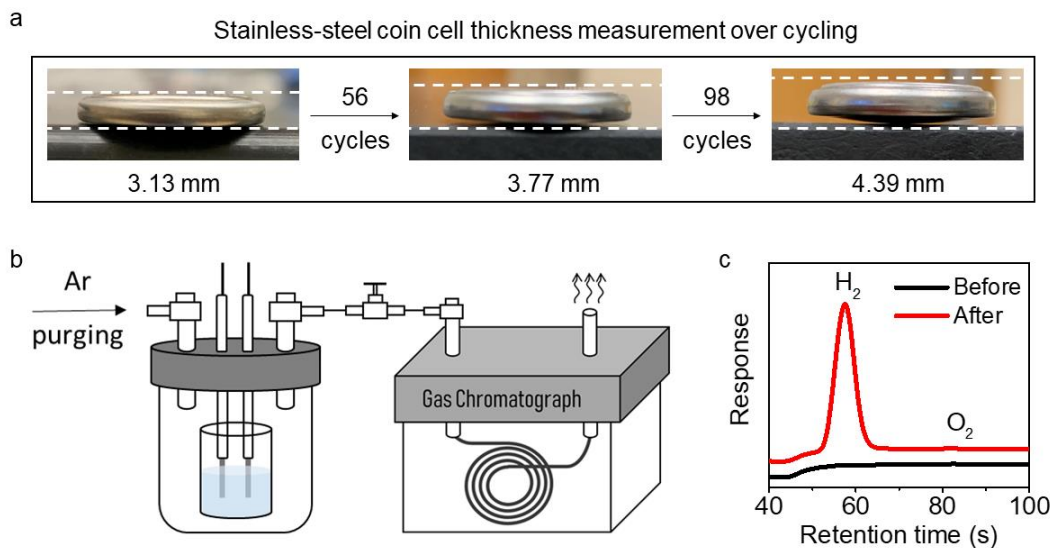 a
Stainless-steel coin cell thickness measurement over cycling
56
cycles
98
cycles
3.13 mm
3.77 mm
4.39 mm
b
Ar
purging
Gas Chromatograph
c
H₂
Before
After
O₂
Response
40 60 80 100
Retention time (s)